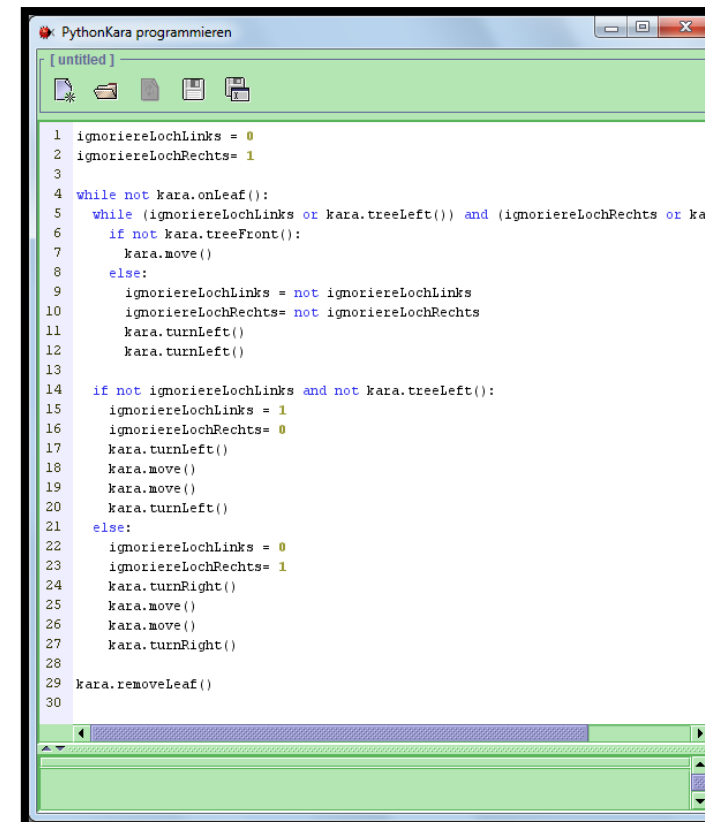 PythonKara programmieren
[ untitled ]
1 ignoriereLochLinks = 0
2 ignoriereLochRechts= 1
3
4 while not kara.onLeaf():
5   while (ignoriereLochLinks or kara.treeLeft()) and (ignoriereLochRechts or ka
6     if not kara.treeFront():
7       kara.move()
8     else:
9       ignoriereLochLinks = not ignoriereLochLinks
10       ignoriereLochRechts= not ignoriereLochRechts
11       kara.turnLeft()
12       kara.turnLeft()
13
14   if not ignoriereLochLinks and not kara.treeLeft():
15     ignoriereLochLinks = 1
16     ignoriereLochRechts= 0
17     kara.turnLeft()
18     kara.move()
19     kara.move()
20     kara.turnLeft()
21   else:
22     ignoriereLochLinks = 0
23     ignoriereLochRechts= 1
24     kara.turnRight()
25     kara.move()
26     kara.move()
27     kara.turnRight()
28
29 kara.removeLeaf()
30